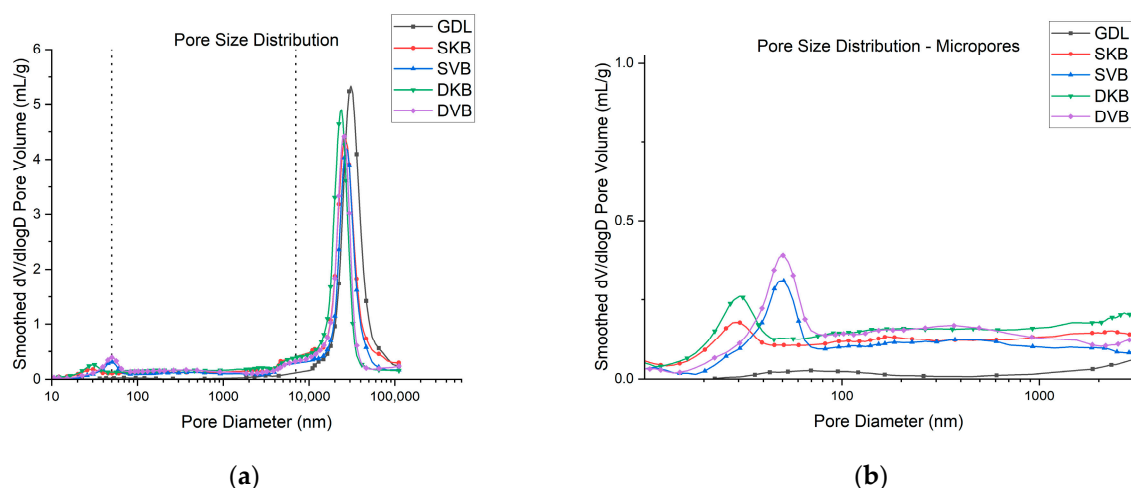 Pore Size Distribution
GDL
SKB
SVB
DKB
DVB
Smoothed dV/dlogD Pore Volume (mL/g)
6
5
4
3
2
1
0
10
100
1000
10,000
100,000
Pore Diameter (nm)
(a)
Pore Size Distribution - Micropores
GDL
SKB
SVB
DKB
DVB
Smoothed dV/dlogD Pore Volume (mL/g)
1.0
0.5
0.0
100
1000
Pore Diameter (nm)
(b)